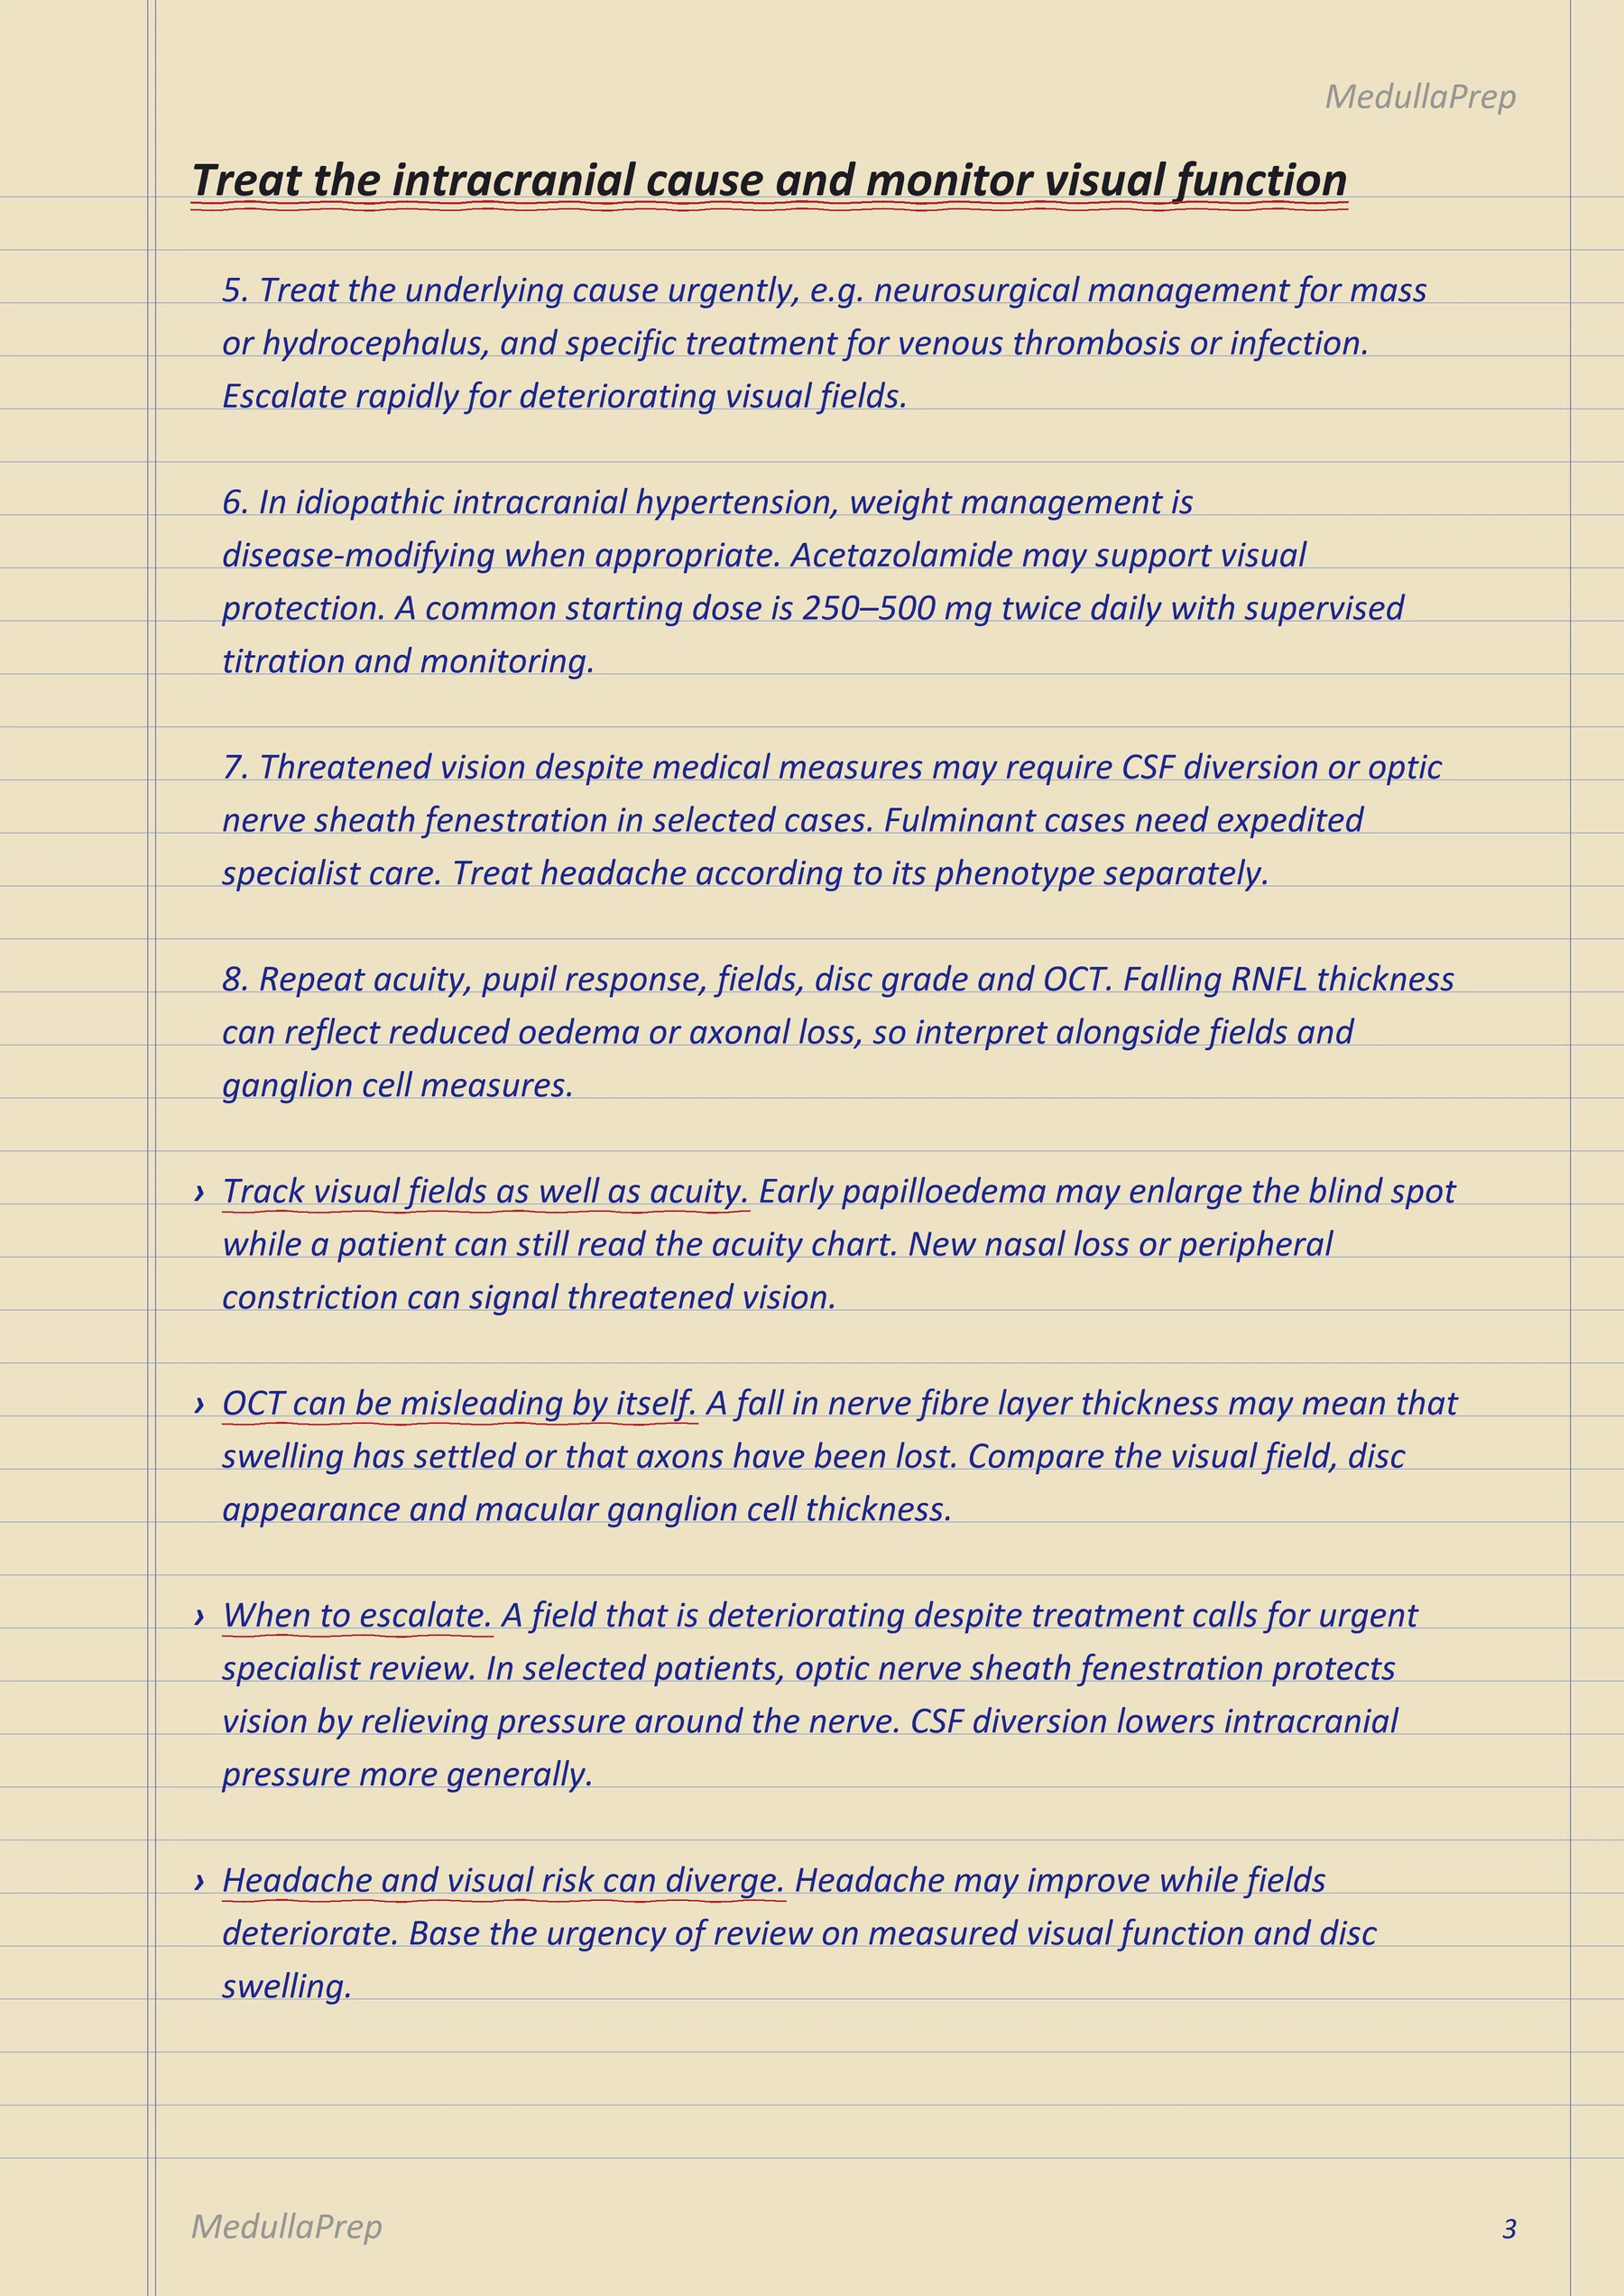 MedullaPrep
Treat the intracranial cause and monitor visual function
5. Treat the underlying cause urgently, e.g. neurosurgical management for mass
or hydrocephalus, and specific treatment for venous thrombosis or infection.
Escalate rapidly for deteriorating visual fields.
6. In idiopathic intracranial hypertension, weight management is
disease-modifying when appropriate. Acetazolamide may support visual
protection. A common starting dose is 250–500 mg twice daily with supervised
titration and monitoring.
7. Threatened vision despite medical measures may require CSF diversion or optic
nerve sheath fenestration in selected cases. Fulminant cases need expedited
specialist care. Treat headache according to its phenotype separately.
8. Repeat acuity, pupil response, fields, disc grade and OCT. Falling RNFL thickness
can reflect reduced oedema or axonal loss, so interpret alongside fields and
ganglion cell measures.
› Track visual fields as well as acuity. Early papilloedema may enlarge the blind spot
while a patient can still read the acuity chart. New nasal loss or peripheral
constriction can signal threatened vision.
› OCT can be misleading by itself. A fall in nerve fibre layer thickness may mean that
swelling has settled or that axons have been lost. Compare the visual field, disc
appearance and macular ganglion cell thickness.
› When to escalate. A field that is deteriorating despite treatment calls for urgent
specialist review. In selected patients, optic nerve sheath fenestration protects
vision by relieving pressure around the nerve. CSF diversion lowers intracranial
pressure more generally.
› Headache and visual risk can diverge. Headache may improve while fields
deteriorate. Base the urgency of review on measured visual function and disc
swelling.
MedullaPrep
3